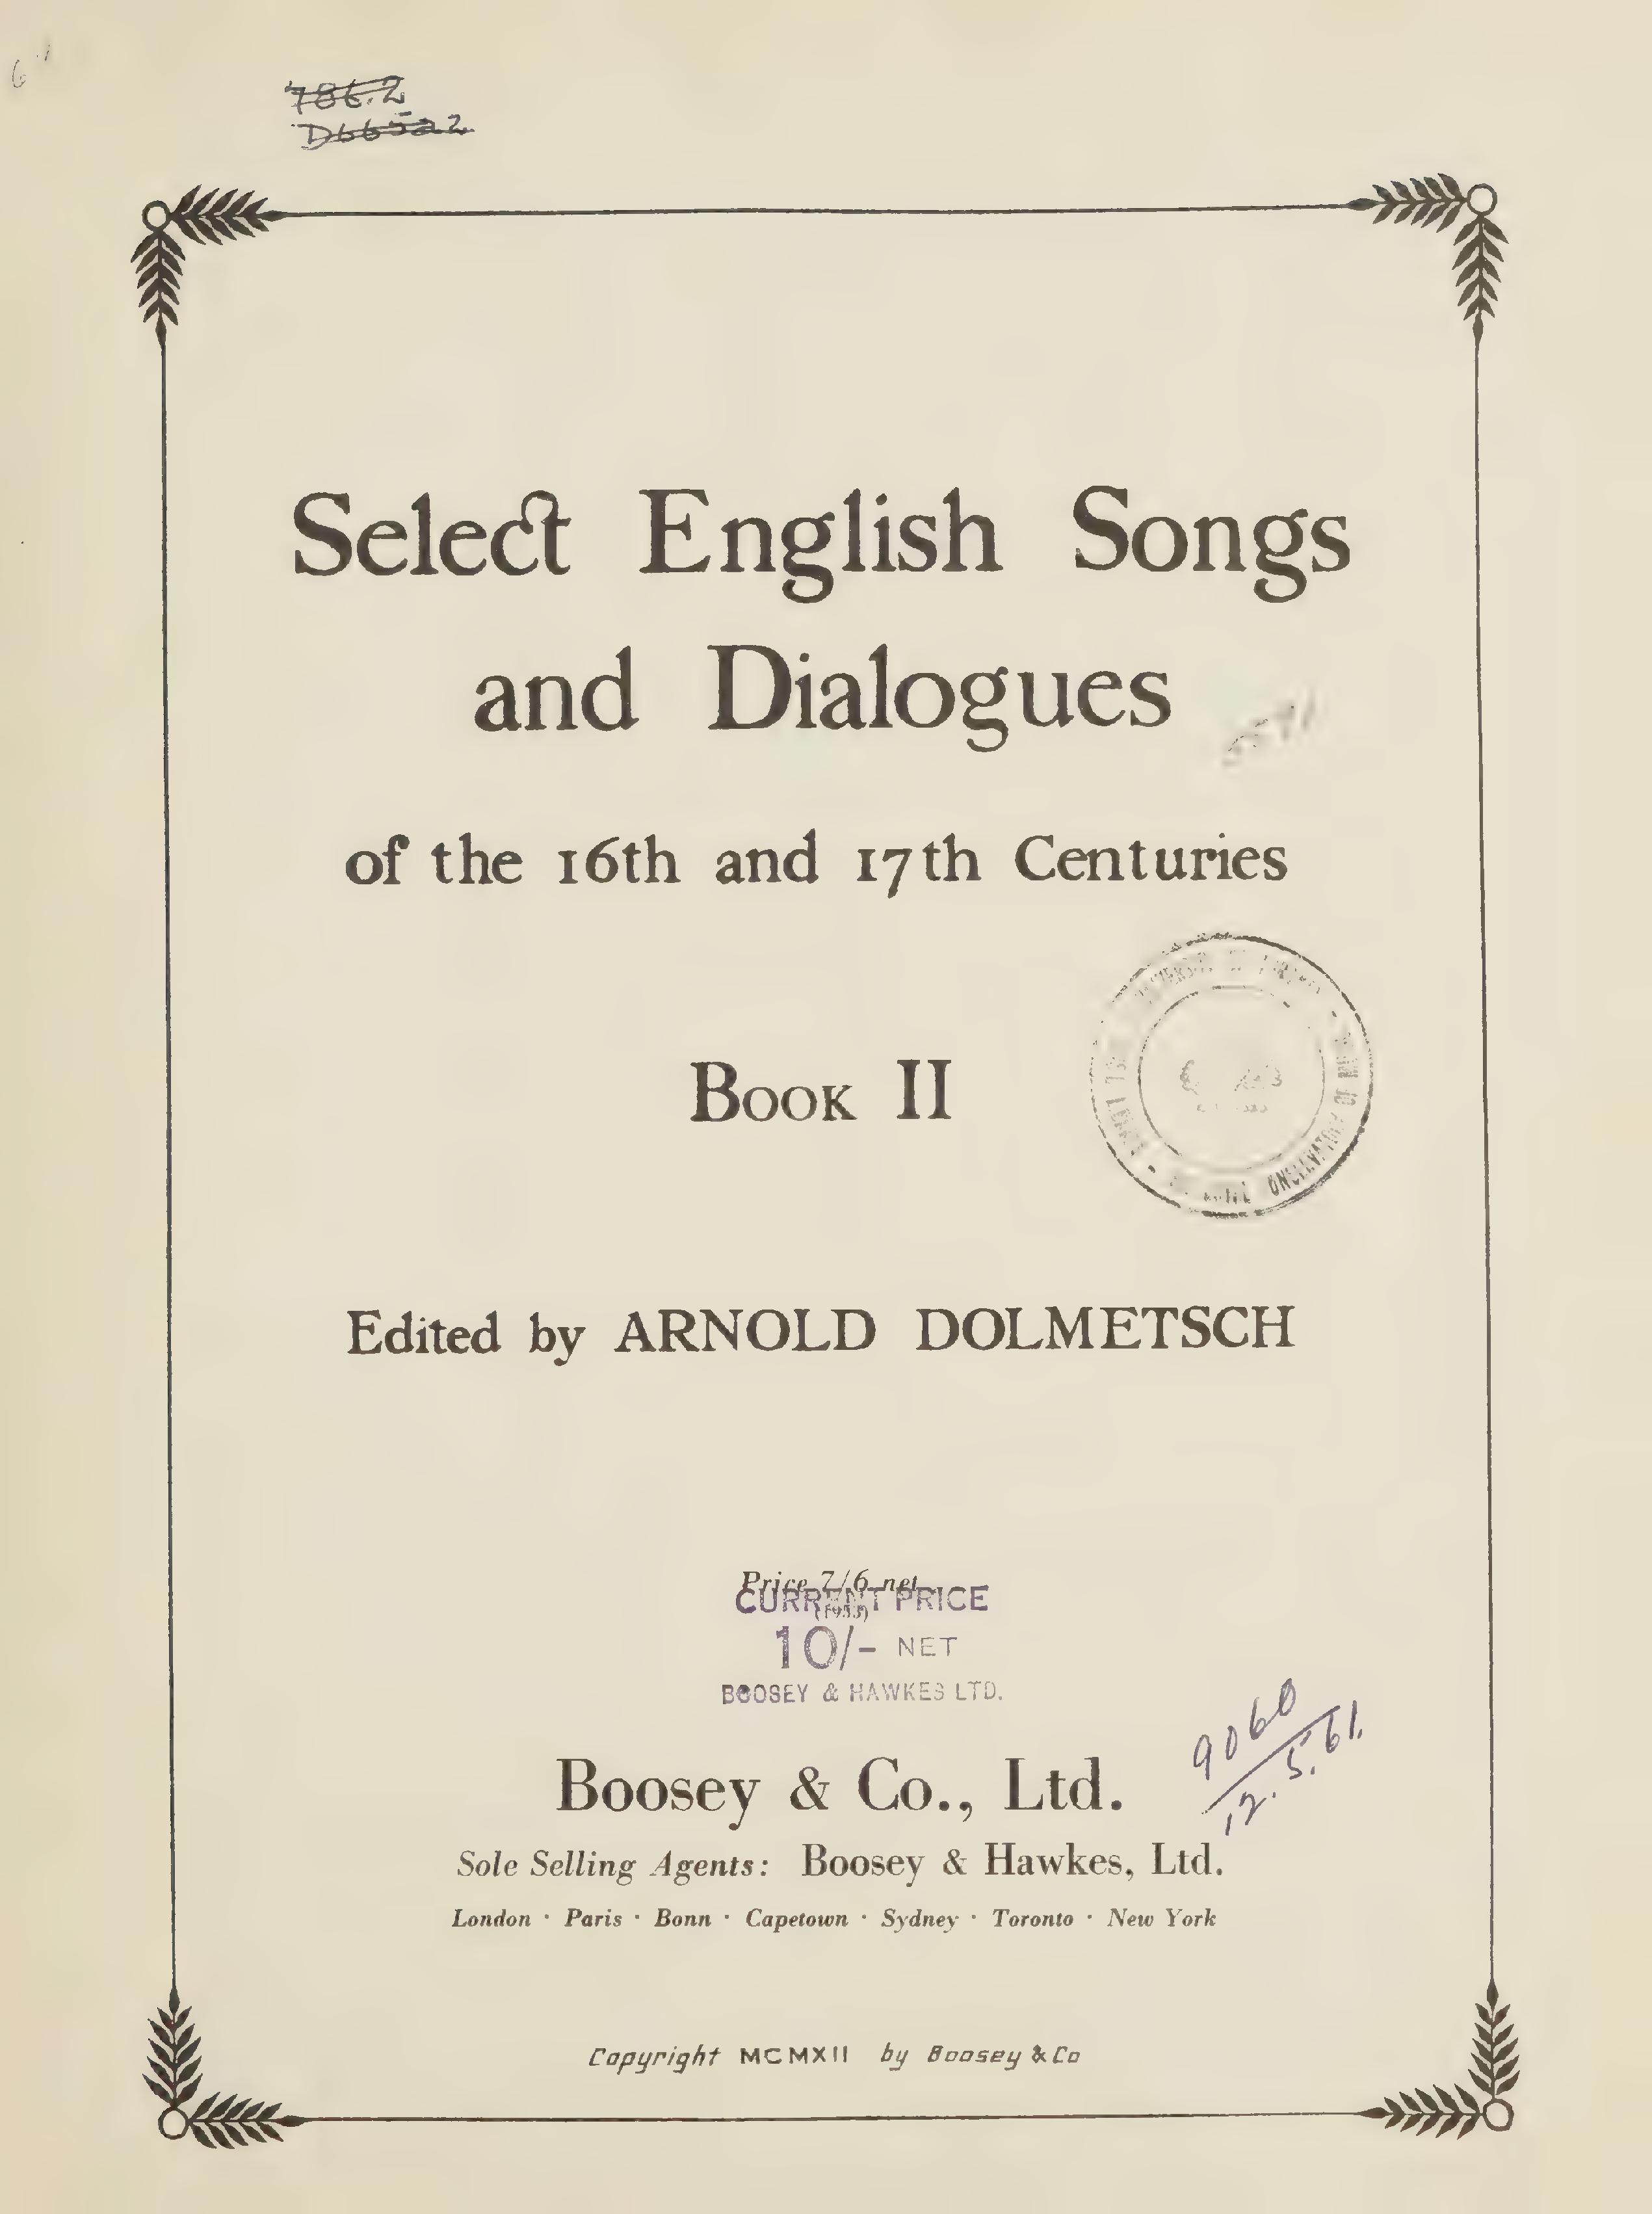 786.2
D665a2
Select English Songs
and Dialogues
of the 16th and 17th Centuries
Book II
CONSERVATORY OF MUSIC
Edited by ARNOLD DOLMETSCH
Price 7/6 net
CURRENT PRICE
10/- NET
BOOSEY & HAWKES LTD.
9060
12.5.61.
Boosey & Co., Ltd.
Sole Selling Agents: Boosey & Hawkes, Ltd.
London · Paris · Bonn · Capetown · Sydney · Toronto · New York
Copyright MCMXII by Boosey & Co